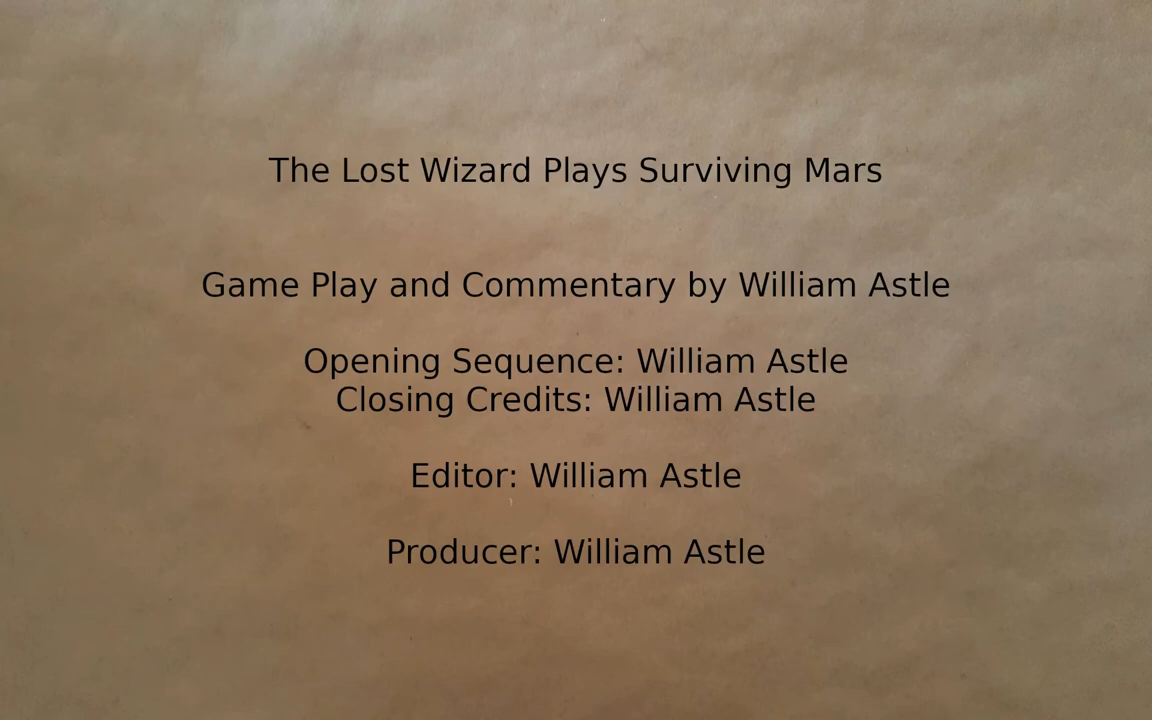 The Lost Wizard Plays Surviving Mars
Game Play and Commentary by William Astle
Opening Sequence: William Astle
Closing Credits: William Astle
Editor: William Astle
Producer: William Astle